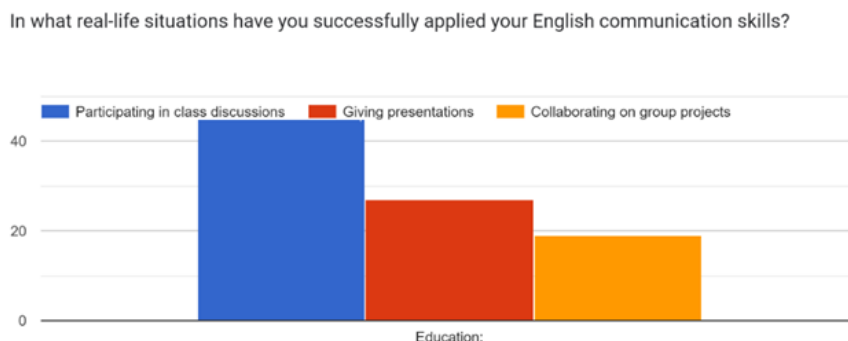 In what real-life situations have you successfully applied your English communication skills?
Participating in class discussions Giving presentations Collaborating on group projects
40
20
0
Education: